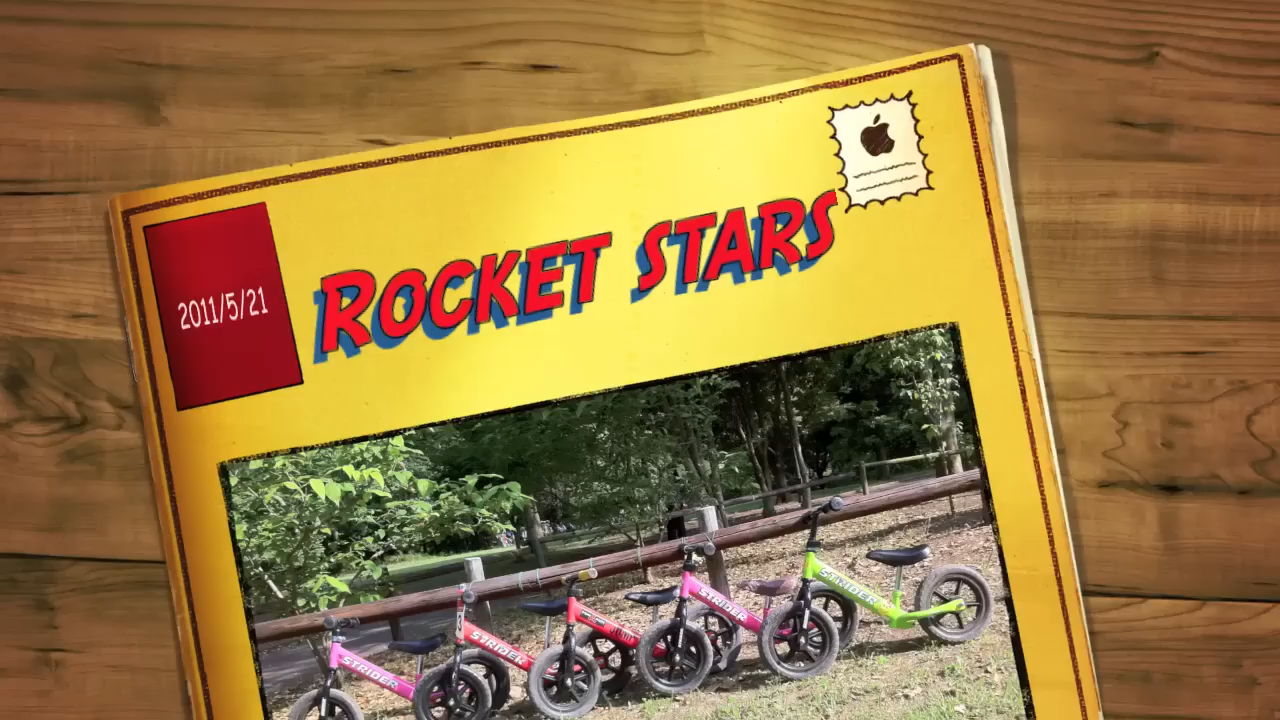 2011/5/21
ROCKET STARS
STRIDER
STRIDER
STRIDER
STRIDER